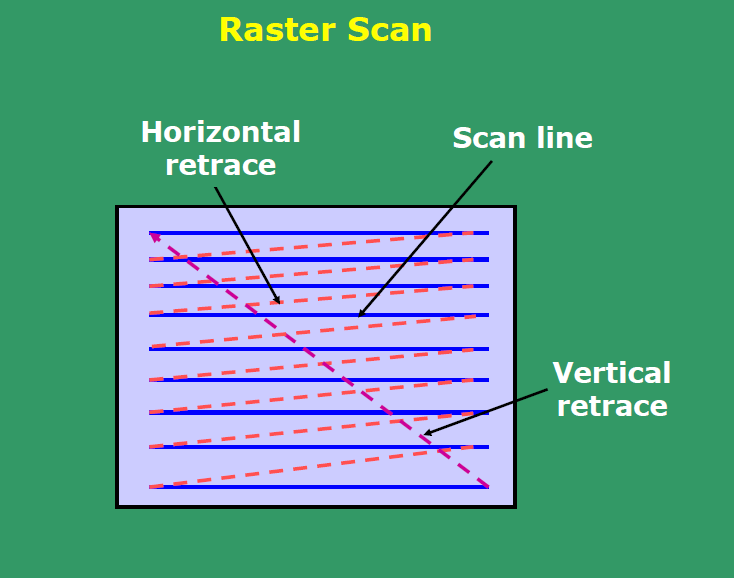 Raster Scan
Horizontal
retrace
Scan line
Vertical
retrace